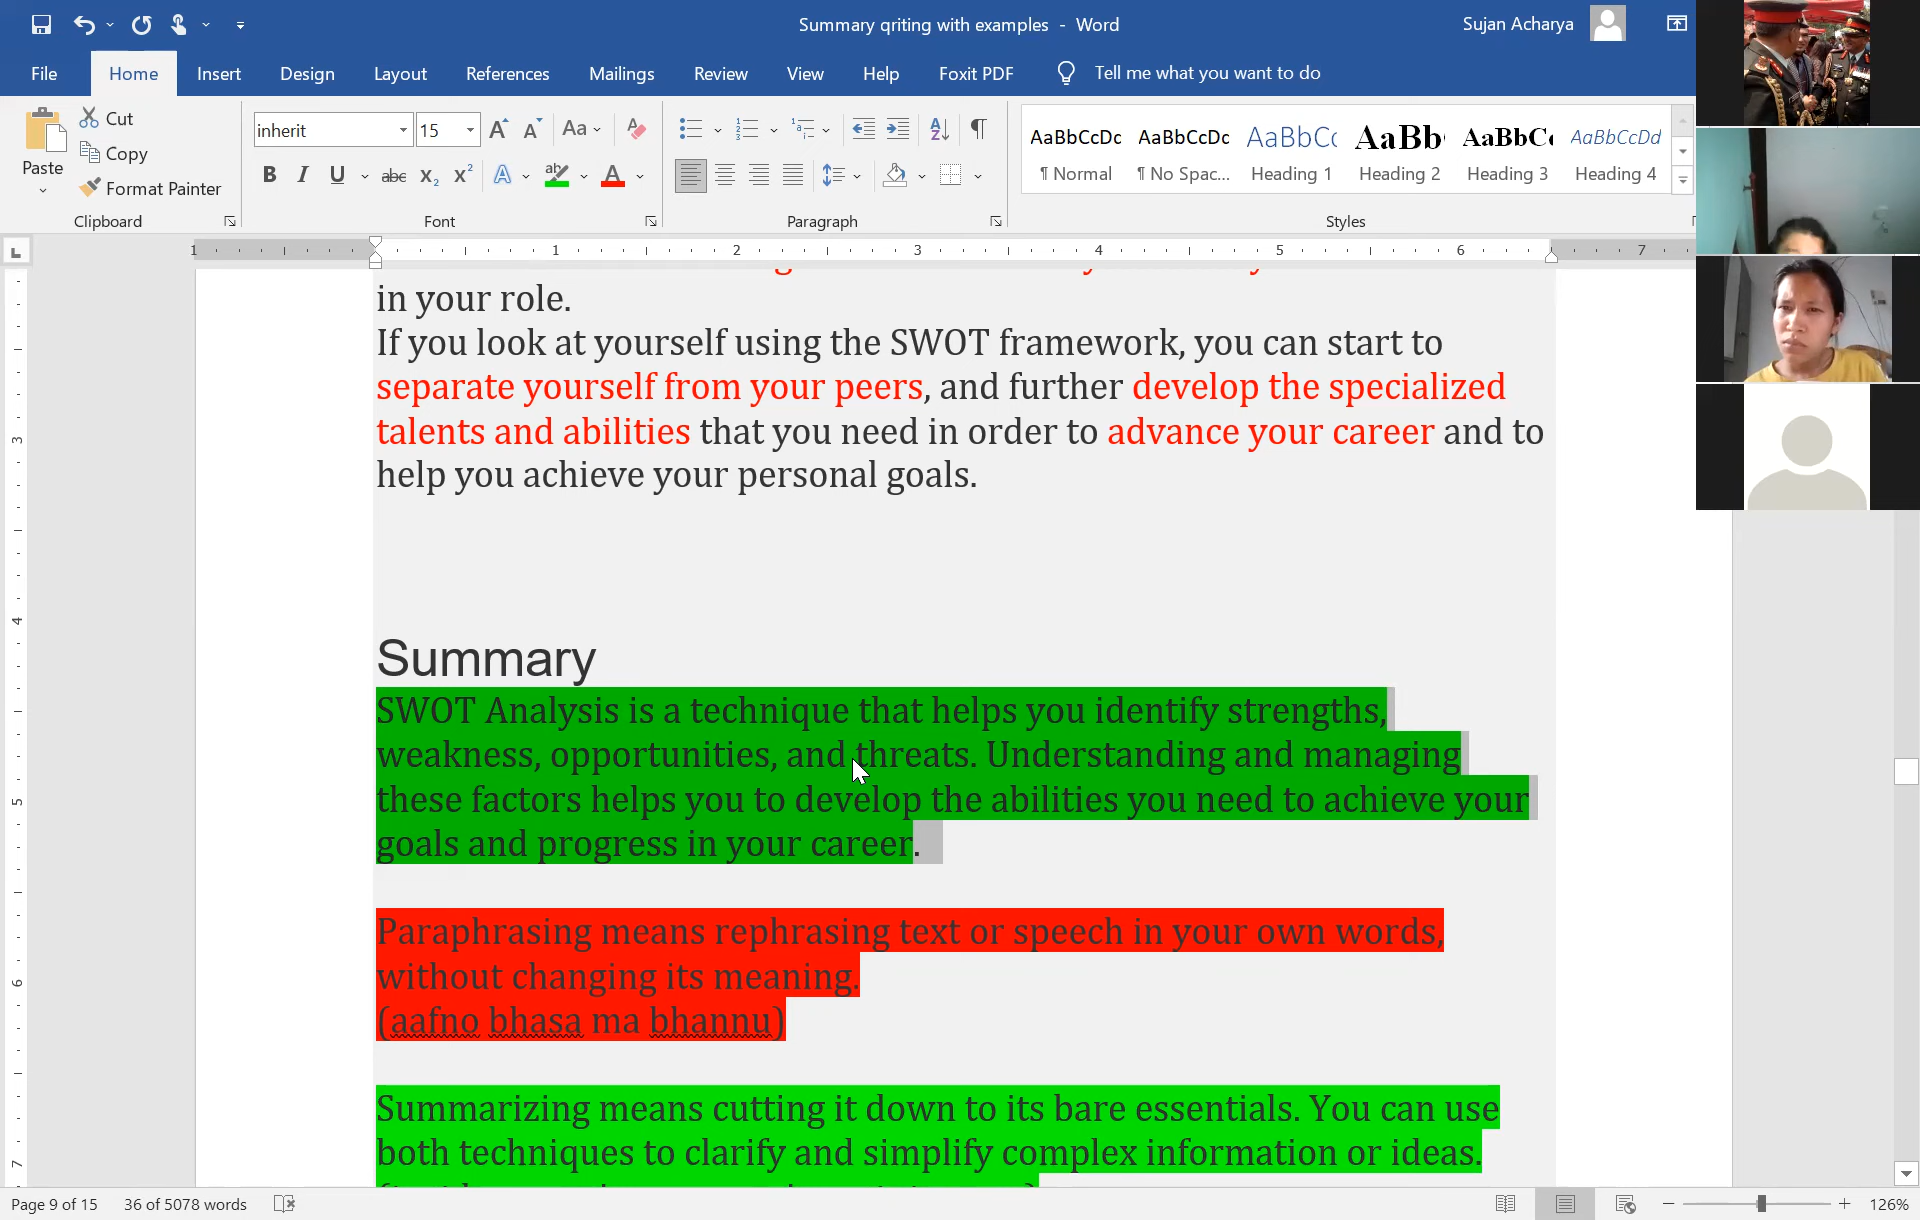 Summary qriting with examples - Word
Sujan Acharya
File Home Insert Design Layout References Mailings Review View Help Foxit PDF Tell me what you want to do
Paste
Cut
Copy
Format Painter
Clipboard
inherit 15
Font
Paragraph
AaBbCcDc AaBbCcDc AaBbCc AaBb AaBbC AaBbCcDd
¶ Normal ¶ No Spac... Heading 1 Heading 2 Heading 3 Heading 4
Styles
1 1 2 3 4 5 6 7
in your role.
If you look at yourself using the SWOT framework, you can start to
separate yourself from your peers, and further develop the specialized
talents and abilities that you need in order to advance your career and to
help you achieve your personal goals.
Summary
SWOT Analysis is a technique that helps you identify strengths,
weakness, opportunities, and threats. Understanding and managing
these factors helps you to develop the abilities you need to achieve your
goals and progress in your career.
Paraphrasing means rephrasing text or speech in your own words,
without changing its meaning.
(aafno bhasa ma bhannu)
Summarizing means cutting it down to its bare essentials. You can use
both techniques to clarify and simplify complex information or ideas.
Page 9 of 15 36 of 5078 words
126%